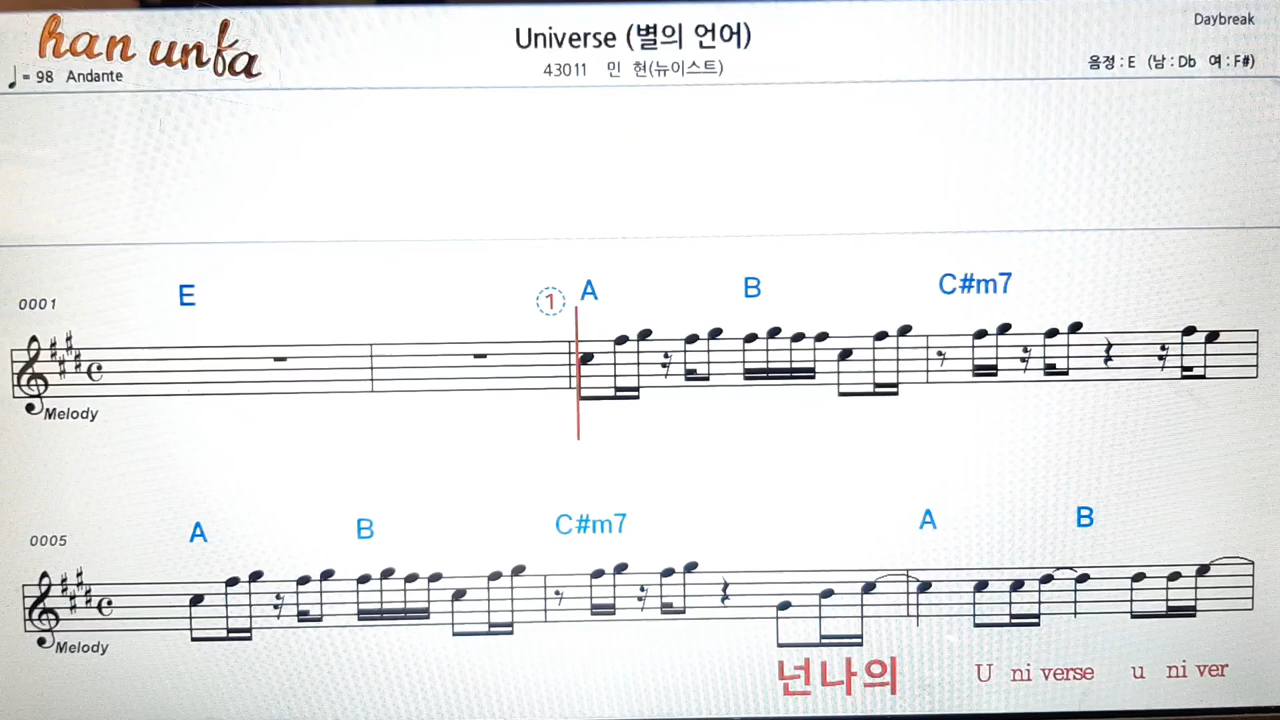 han unfa
Universe (별의 언어)
Daybreak
♩= 98 Andante
43011 민 현(뉴이스트)
음정 : E (남 : Db 여 : F#)
0001 E 1 A B C#m7
Melody
0005 A B C#m7 A B
Melody
넌나의 U ni verse u ni ver